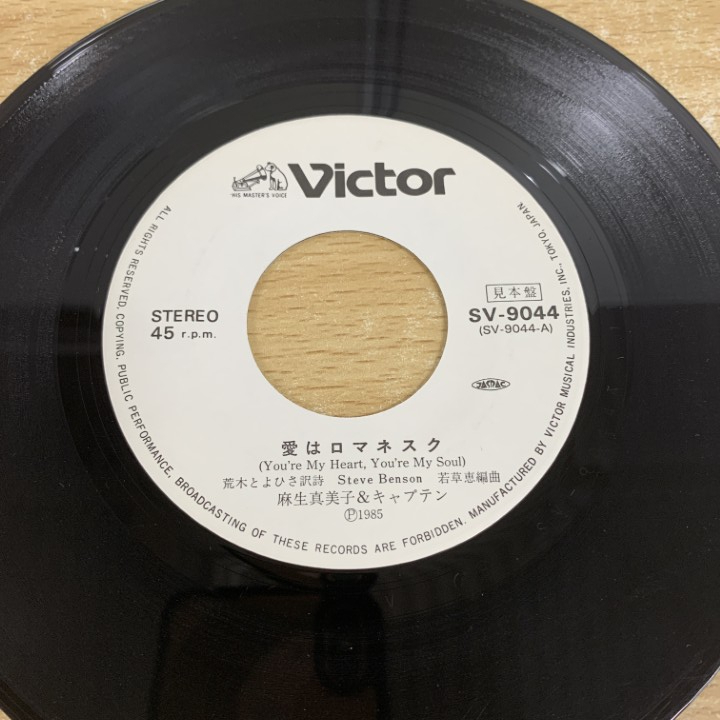 Victor
HIS MASTER'S VOICE
STEREO
45 r.p.m.
見本盤
SV-9044
(SV-9044-A)
JASRAC
愛はロマネスク
(You're My Heart, You're My Soul)
荒木とよひさ訳詩 Steve Benson 若草恵編曲
麻生真美子&キャプテン
Ⓟ1985
ALL RIGHTS RESERVED. COPYING, PUBLIC PERFORMANCE, BROADCASTING OF THESE RECORDS ARE FORBIDDEN. MANUFACTURED BY VICTOR MUSICAL INDUSTRIES, INC., TOKYO, JAPAN